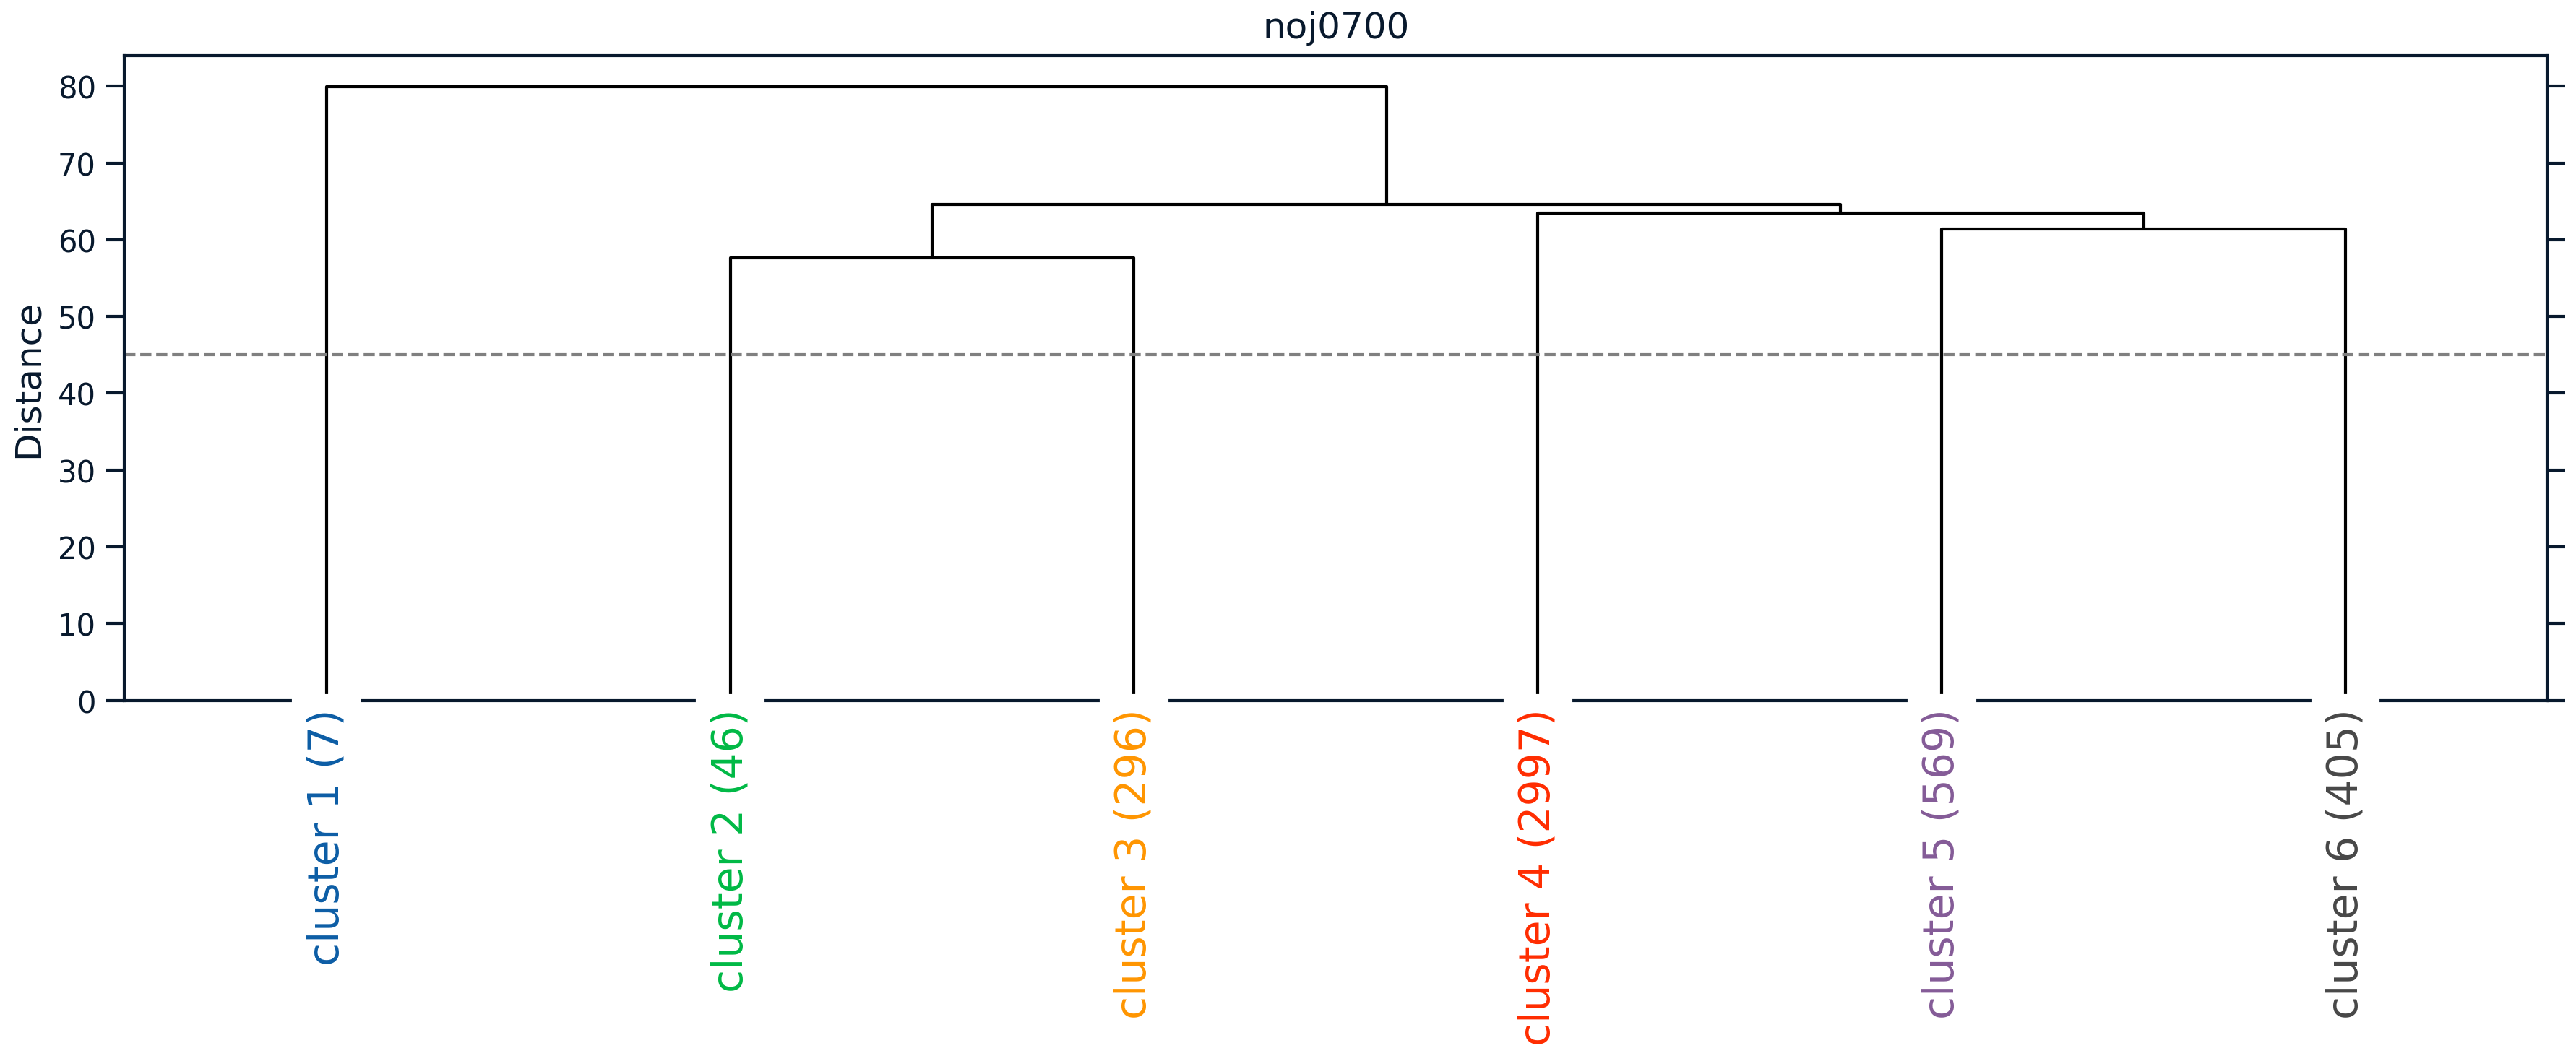 noj0700
Distance
80
70
60
50
40
30
20
10
0
cluster 1 (7)
cluster 2 (46)
cluster 3 (296)
cluster 4 (2997)
cluster 5 (569)
cluster 6 (405)